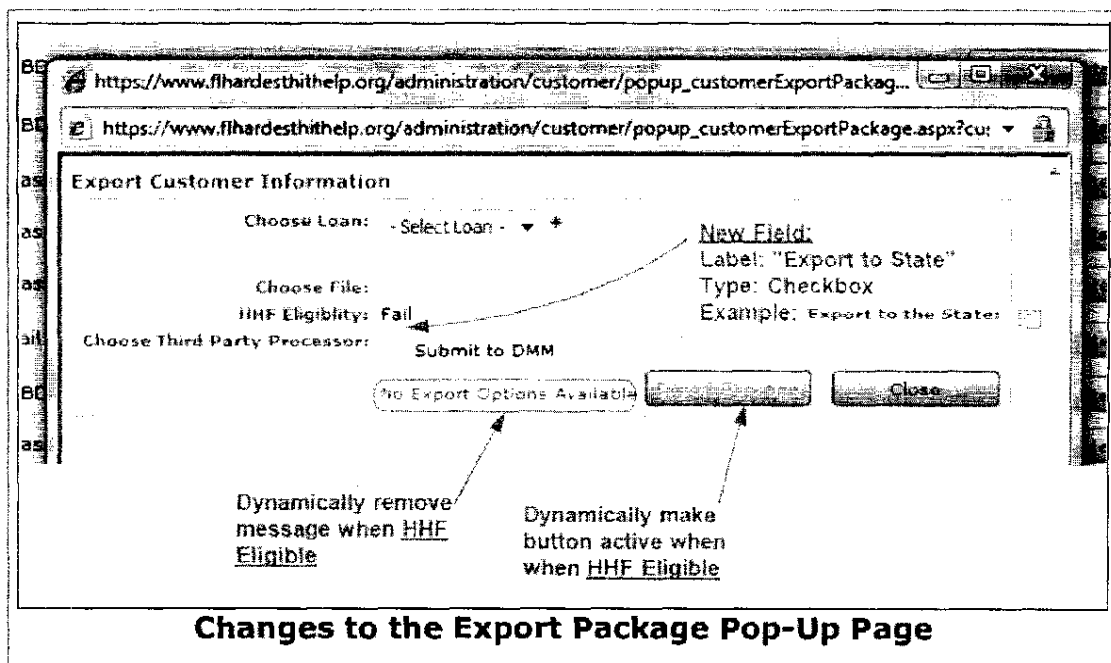 https://www.flhardesthithelp.org/administration/customer/popup_customerExportPackag...
https://www.flhardesthithelp.org/administration/customer/popup_customerExportPackage.aspx?cu
Export Customer Information
Choose Loan: - Select Loan - *
New Field:
Label: "Export to State"
Type: Checkbox
Example: Export to the State:
Choose File:
HHF Eligiblity: Fail
Choose Third Party Processor:
Submit to DMM
No Export Options Available
Close
Dynamically remove
message when HHF
Eligible
Dynamically make
button active when
when HHF Eligible
Changes to the Export Package Pop-Up Page